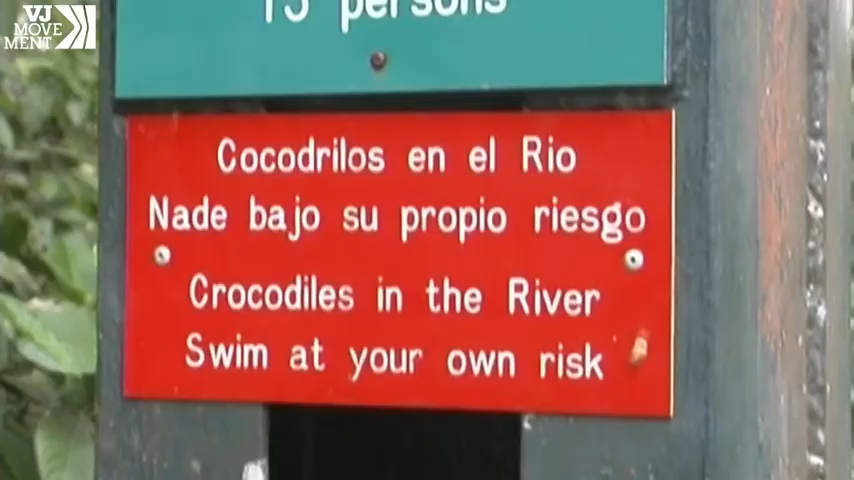 VJ
MOVE
MENT
15 persons
Cocodrilos en el Rio
Nade bajo su propio riesgo
Crocodiles in the River
Swim at your own risk